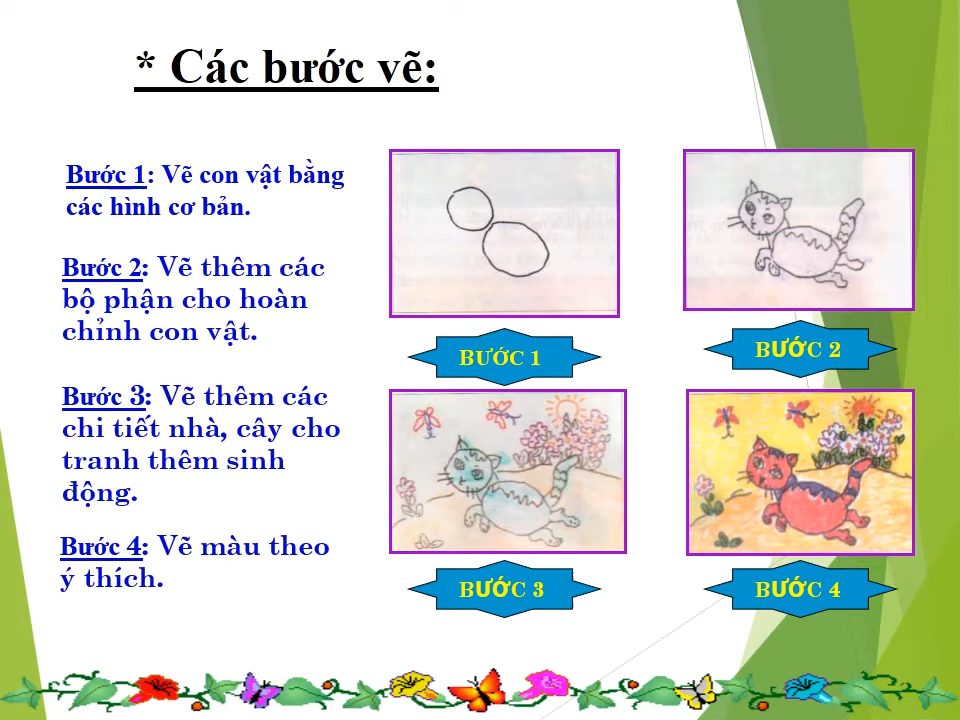 * Các bước vẽ:
Bước 1: Vẽ con vật bằng
các hình cơ bản.
Bước 2: Vẽ thêm các
bộ phận cho hoàn
chỉnh con vật.
Bước 3: Vẽ thêm các
chi tiết nhà, cây cho
tranh thêm sinh
động.
Bước 4: Vẽ màu theo
ý thích.
BƯỚC 1
BƯỚC 2
BƯỚC 3
BƯỚC 4